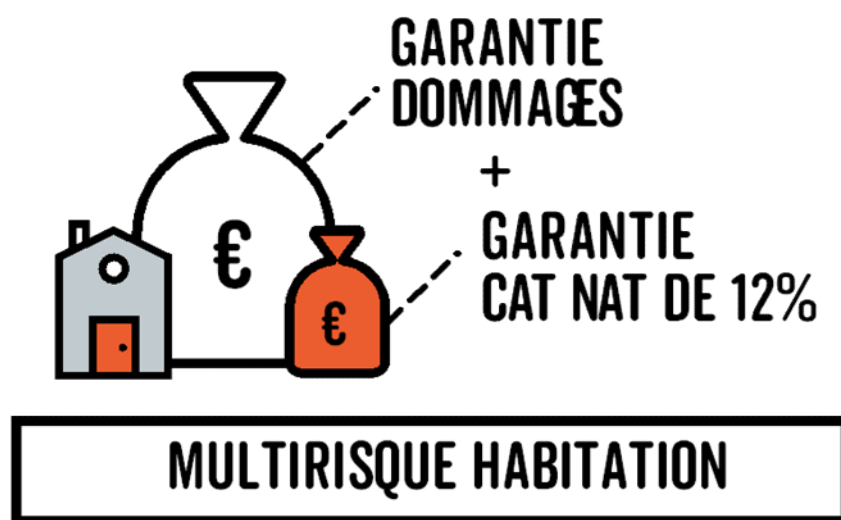 GARANTIE
DOMMAGES
+
GARANTIE
CAT NAT DE 12%
€
€
MULTIRISQUE HABITATION